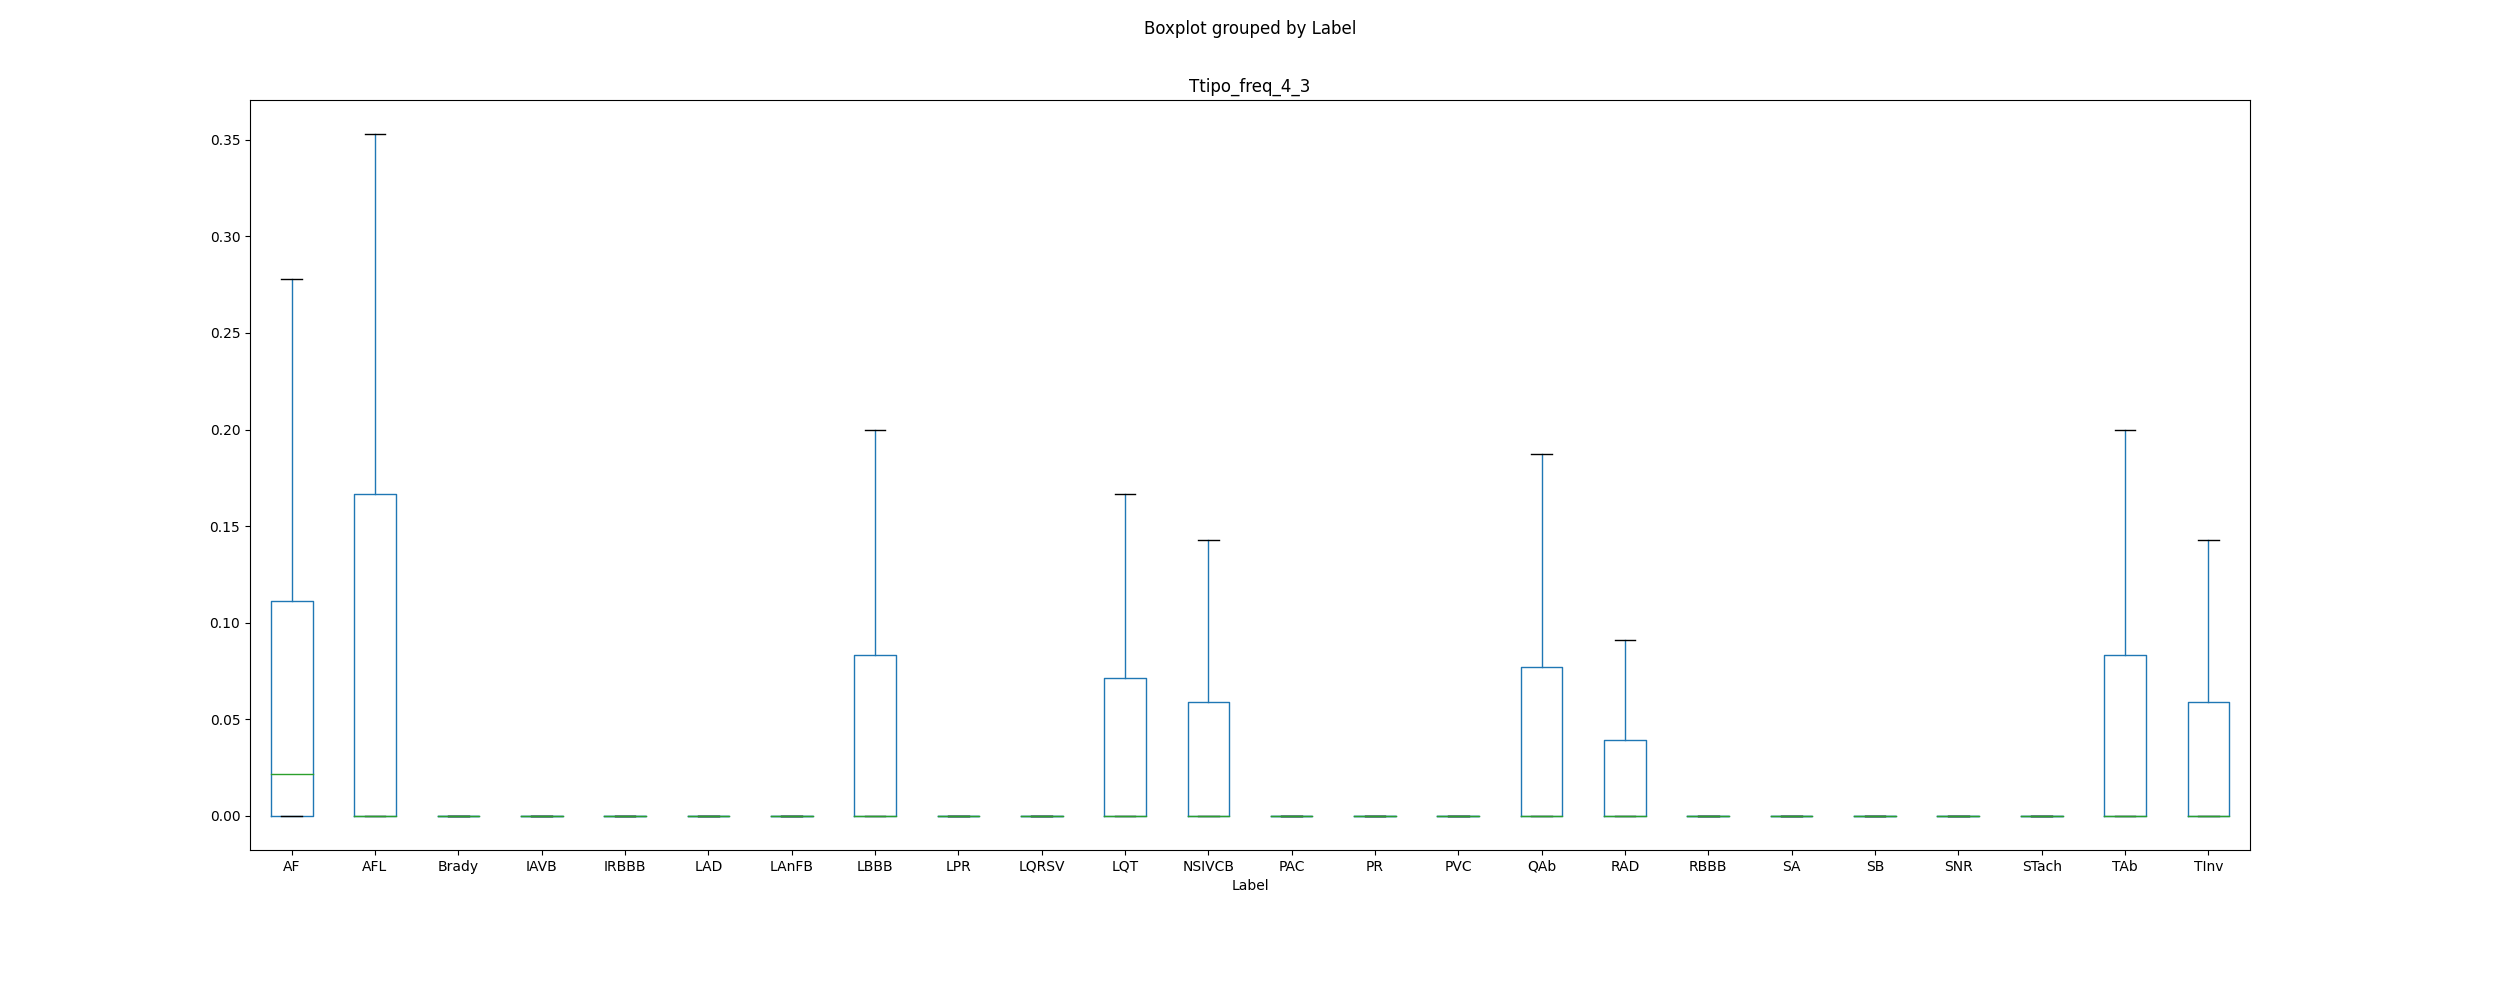 Boxplot grouped by Label
Ttipo_freq_4_3
0.35
0.30
0.25
0.20
0.15
0.10
0.05
0.00
AF AFL Brady IAVB IRBBB LAD LAnFB LBBB LPR LQRSV LQT NSIVCB PAC PR PVC QAb RAD RBBB SA SB SNR STach TAb TInv
Label